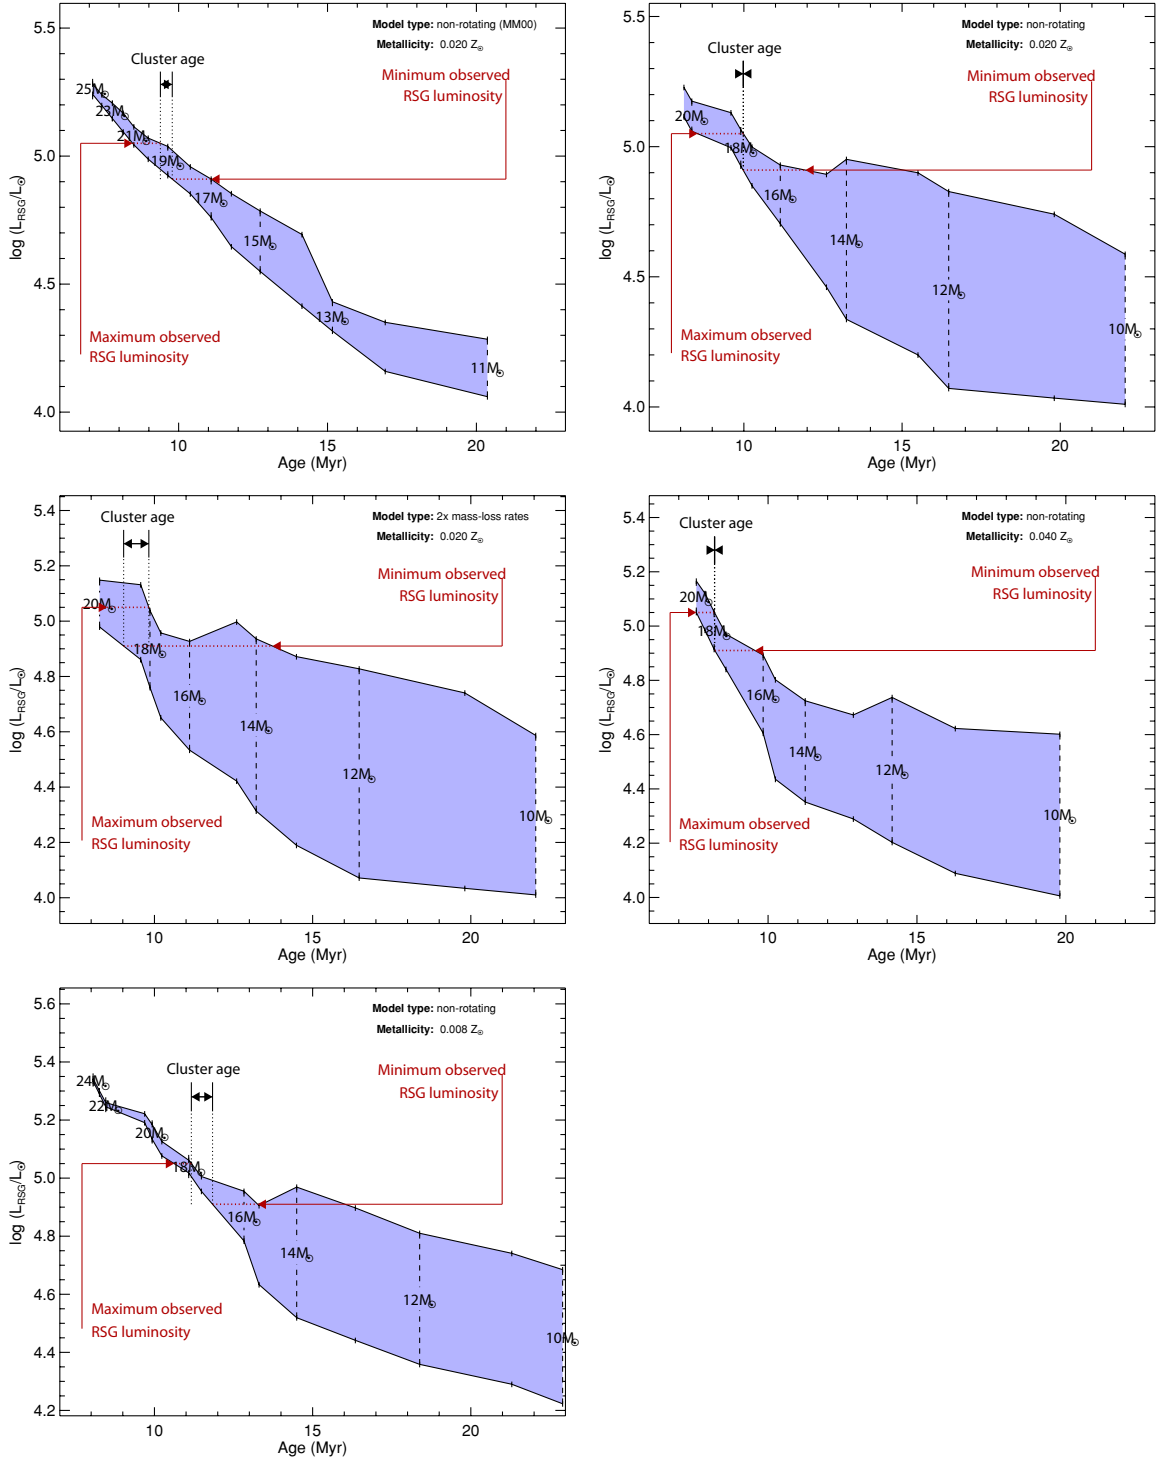 Model type: non-rotating (MM00)
Metallicity: 0.020 Z⊙
Cluster age
Minimum observed
RSG luminosity
25M⊙
23M⊙
21M⊙
19M⊙
17M⊙
15M⊙
13M⊙
11M⊙
Maximum observed
RSG luminosity
5.5
5.0
4.5
4.0
log (L_RSG/L⊙)
10 15 20
Age (Myr)
Model type: non-rotating
Metallicity: 0.020 Z⊙
Cluster age
Minimum observed
RSG luminosity
20M⊙
18M⊙
16M⊙
14M⊙
12M⊙
10M⊙
Maximum observed
RSG luminosity
5.5
5.0
4.5
4.0
log (L_RSG/L⊙)
10 15 20
Age (Myr)
Model type: 2x mass-loss rates
Metallicity: 0.020 Z⊙
Cluster age
Minimum observed
RSG luminosity
20M⊙
18M⊙
16M⊙
14M⊙
12M⊙
10M⊙
Maximum observed
RSG luminosity
5.4
5.2
5.0
4.8
4.6
4.4
4.2
4.0
log (L_RSG/L⊙)
10 15 20
Age (Myr)
Model type: non-rotating
Metallicity: 0.040 Z⊙
Cluster age
Minimum observed
RSG luminosity
20M⊙
18M⊙
16M⊙
14M⊙
12M⊙
10M⊙
Maximum observed
RSG luminosity
5.4
5.2
5.0
4.8
4.6
4.4
4.2
4.0
log (L_RSG/L⊙)
10 15 20
Age (Myr)
Model type: non-rotating
Metallicity: 0.008 Z⊙
Cluster age
Minimum observed
RSG luminosity
24M⊙
22M⊙
20M⊙
18M⊙
16M⊙
14M⊙
12M⊙
10M⊙
Maximum observed
RSG luminosity
5.6
5.4
5.2
5.0
4.8
4.6
4.4
4.2
log (L_RSG/L⊙)
10 15 20
Age (Myr)